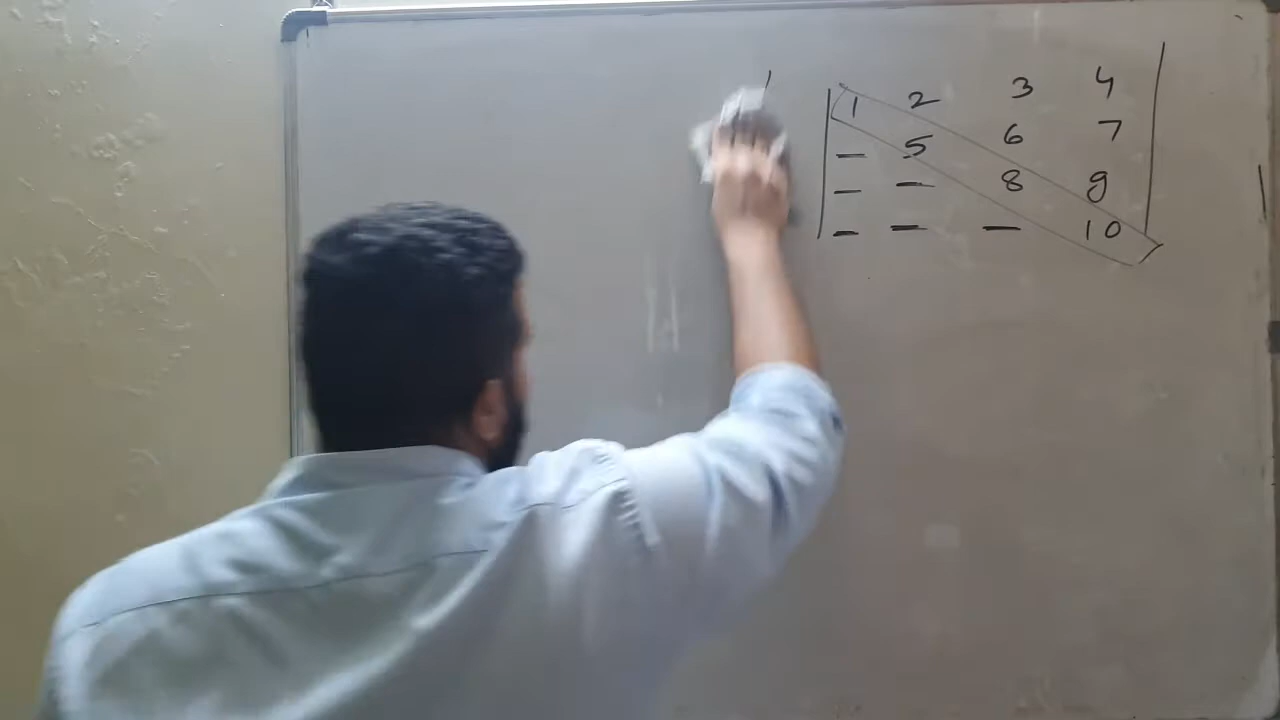 1 2 3 4
— 5 6 7
— — 8 9
— — — 10